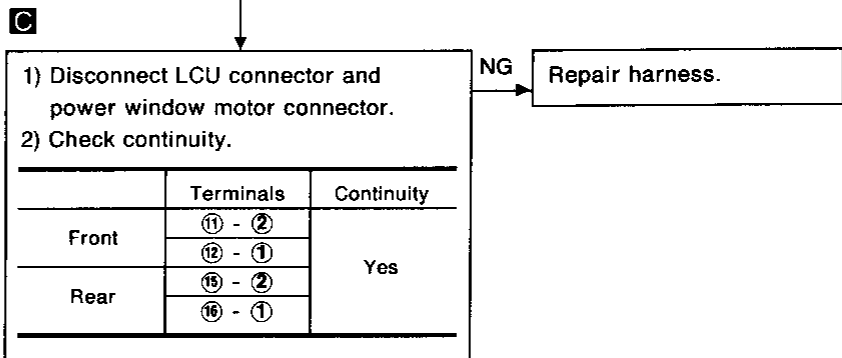 C
1) Disconnect LCU connector and
power window motor connector.
2) Check continuity.
NG
Repair harness.
Terminals Continuity
Front
⑪ - ②
⑫ - ①
Yes
Rear
⑮ - ②
⑯ - ①